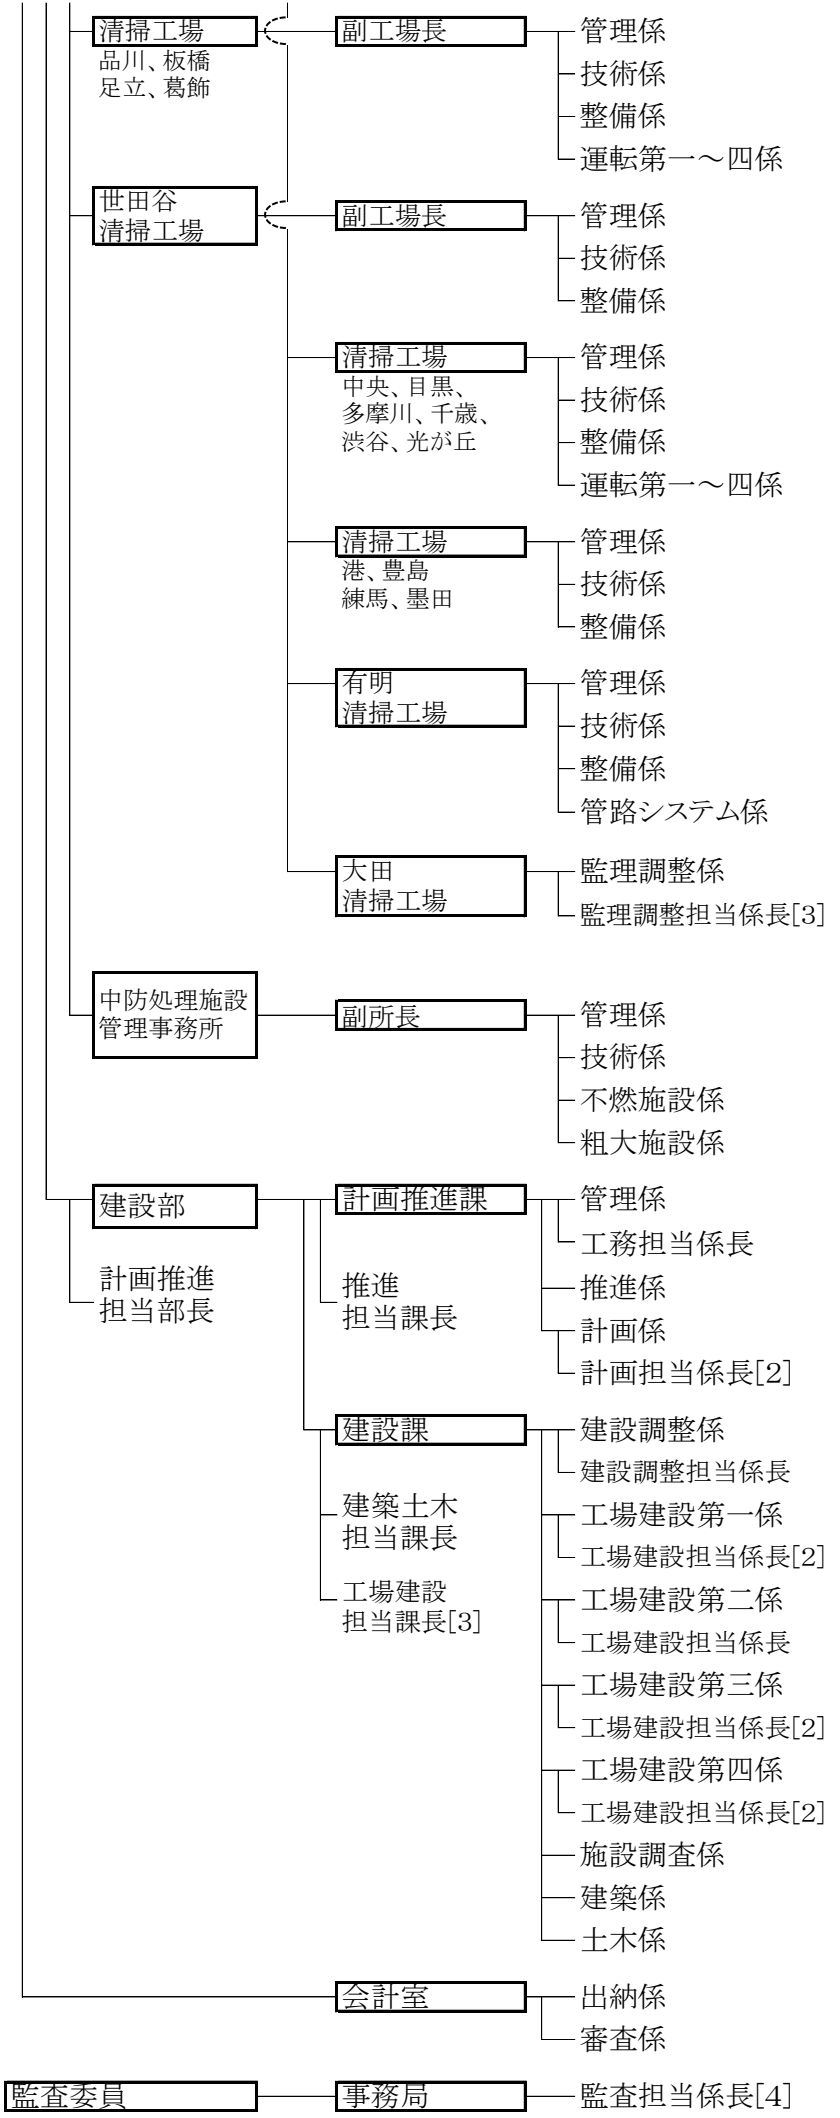 清掃工場
品川、板橋
足立、葛飾
副工場長
管理係
技術係
整備係
運転第一～四係
世田谷
清掃工場
副工場長
管理係
技術係
整備係
清掃工場
中央、目黒、
多摩川、千歳、
渋谷、光が丘
管理係
技術係
整備係
運転第一～四係
清掃工場
港、豊島
練馬、墨田
管理係
技術係
整備係
有明
清掃工場
管理係
技術係
整備係
管路システム係
大田
清掃工場
監理調整係
監理調整担当係長[3]
中防処理施設
管理事務所
副所長
管理係
技術係
不燃施設係
粗大施設係
建設部
計画推進
担当部長
計画推進課
推進
担当課長
管理係
工務担当係長
推進係
計画係
計画担当係長[2]
建設課
建築土木
担当課長
工場建設
担当課長[3]
建設調整係
建設調整担当係長
工場建設第一係
工場建設担当係長[2]
工場建設第二係
工場建設担当係長
工場建設第三係
工場建設担当係長[2]
工場建設第四係
工場建設担当係長[2]
施設調査係
建築係
土木係
会計室
出納係
審査係
監査委員
事務局
監査担当係長[4]